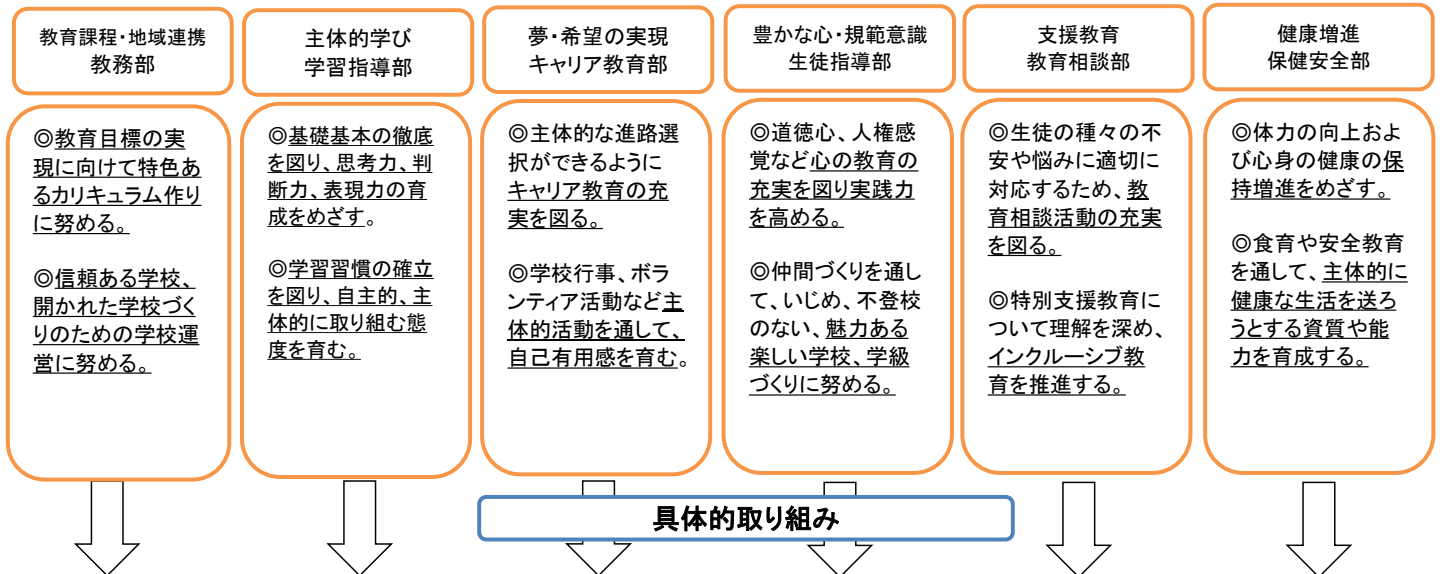 教育課程・地域連携
教務部
主体的学び
学習指導部
夢・希望の実現
キャリア教育部
豊かな心・規範意識
生徒指導部
支援教育
教育相談部
健康増進
保健安全部
◎教育目標の実
現に向けて特色あ
るカリキュラム作り
に努める。
◎信頼ある学校、
開かれた学校づく
りのための学校運
営に努める。
◎基礎基本の徹底
を図り、思考力、判
断力、表現力の育
成をめざす。
◎学習習慣の確立
を図り、自主的、主
体的に取り組む態
度を育む。
◎主体的な進路選
択ができるように
キャリア教育の充
実を図る。
◎学校行事、ボラ
ンティア活動など主
体的活動を通して、
自己有用感を育む。
◎道徳心、人権感
覚など心の教育の
充実を図り実践力
を高める。
◎仲間づくりを通し
て、いじめ、不登校
のない、魅力ある
楽しい学校、学級
づくりに努める。
◎生徒の種々の不
安や悩みに適切に
対応するため、教
育相談活動の充実
を図る。
◎特別支援教育に
ついて理解を深め、
インクルーシブ教
育を推進する。
◎体力の向上およ
び心身の健康の保
持増進をめざす。
◎食育や安全教育
を通して、主体的に
健康な生活を送ろ
うとする資質や能
力を育成する。
具体的取り組み